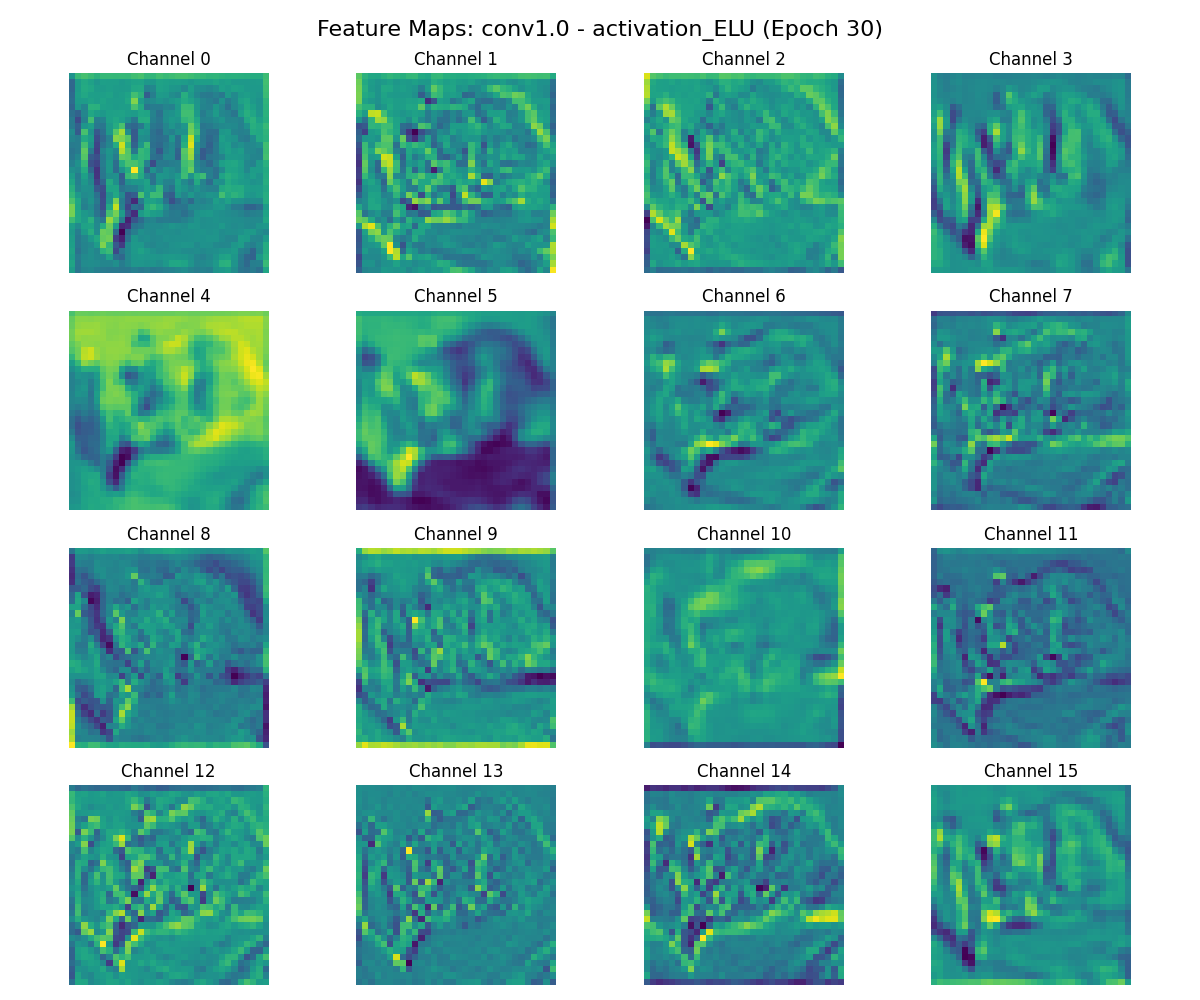 Feature Maps: conv1.0 - activation_ELU (Epoch 30)
Channel 0 Channel 1 Channel 2 Channel 3
Channel 4 Channel 5 Channel 6 Channel 7
Channel 8 Channel 9 Channel 10 Channel 11
Channel 12 Channel 13 Channel 14 Channel 15